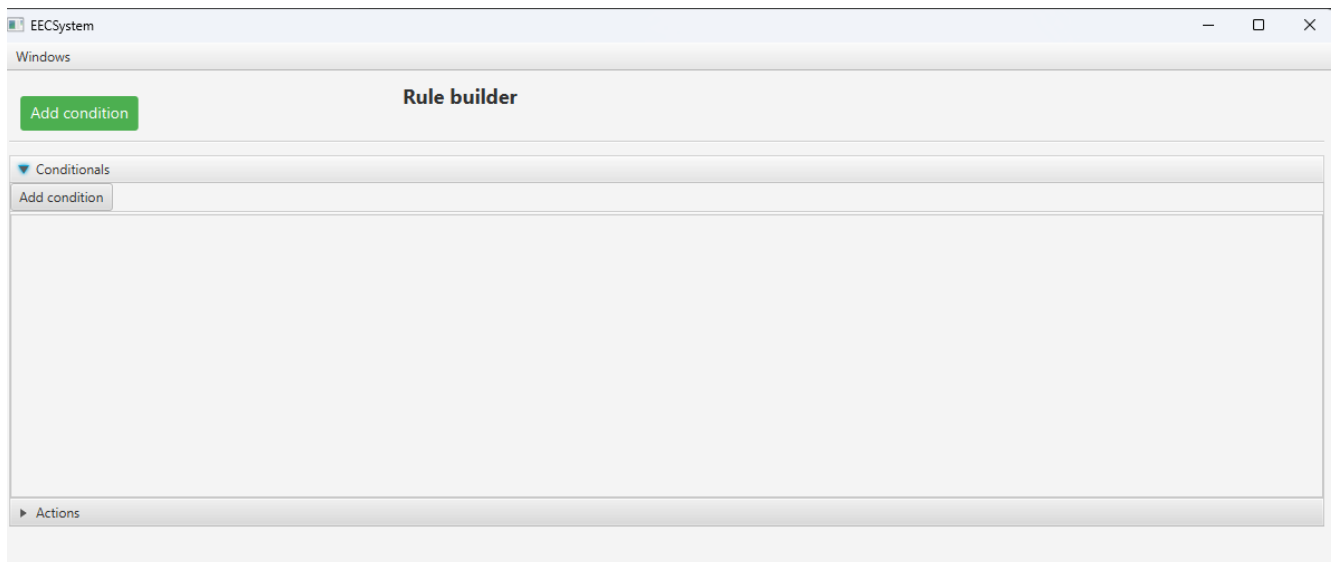 EECSystem
Windows
Rule builder
Add condition
Conditionals
Add condition
Actions